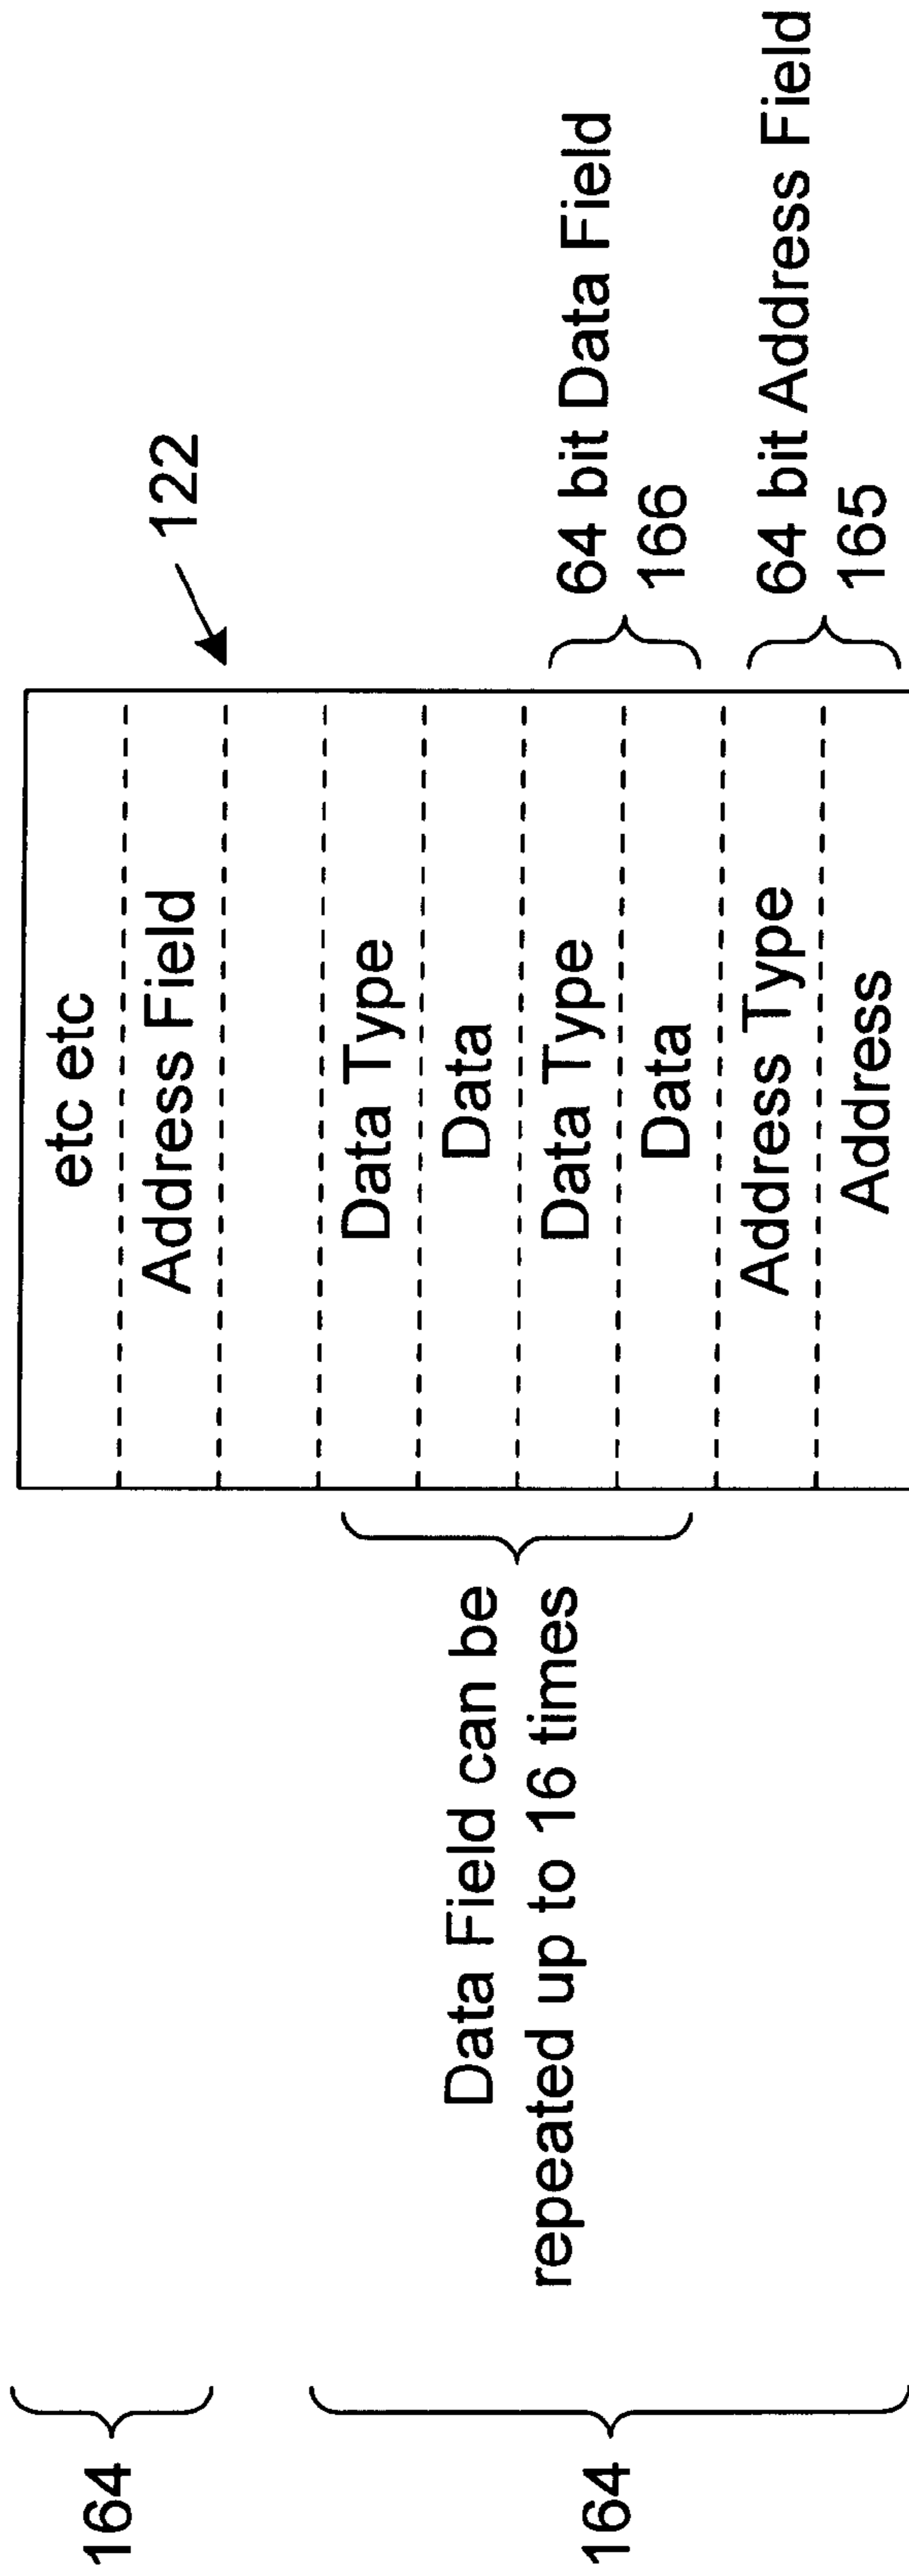 122
etc etc
Address Field
Data Type
Data
Data Type
Data
Address Type
Address
64 bit Data Field
166
64 bit Address Field
165
Data Field can be
repeated up to 16 times
164
164